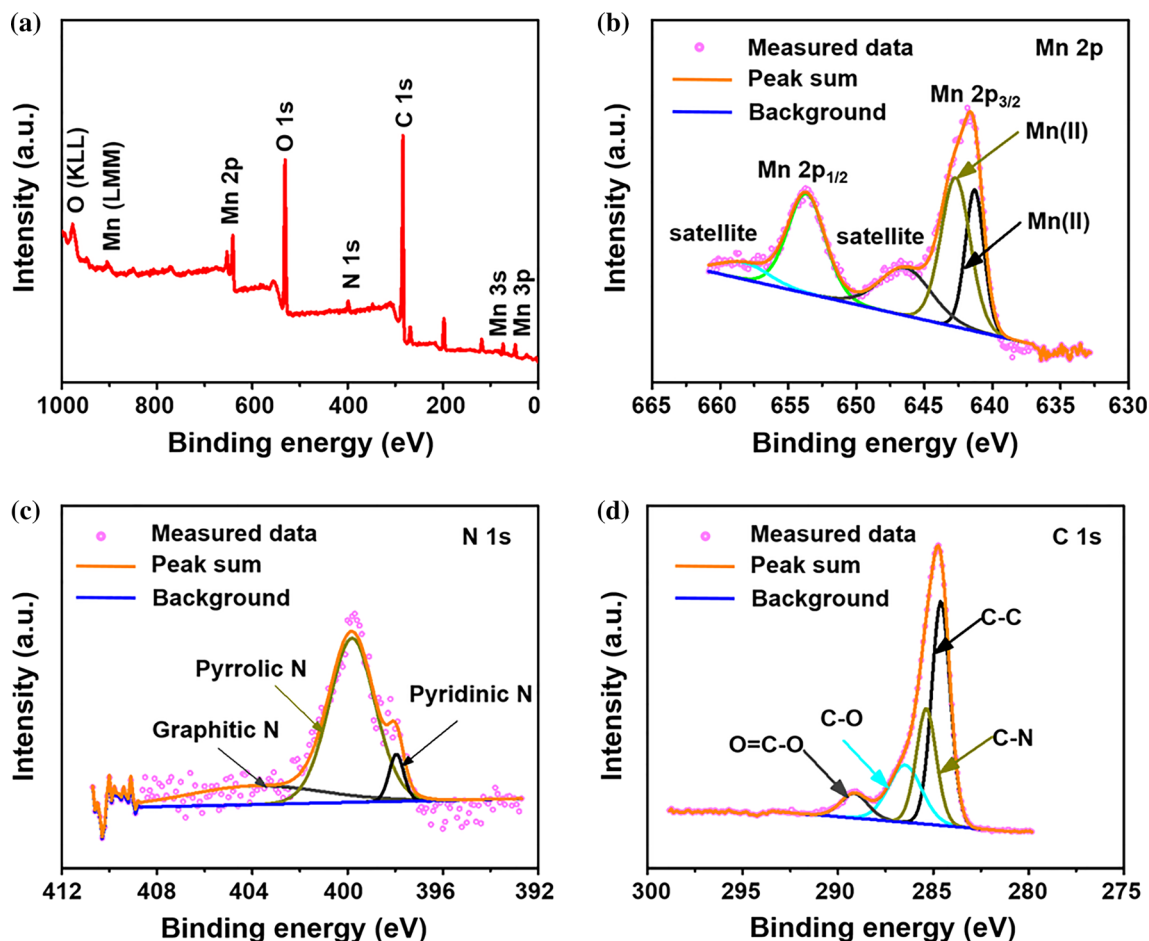 (a)
Intensity (a.u.)
O (KLL)
Mn (LMM)
Mn 2p
O 1s
N 1s
C 1s
Mn 3s
Mn 3p
1000 800 600 400 200 0
Binding energy (eV)
(b)
Intensity (a.u.)
Measured data
Peak sum
Background
Mn 2p
Mn 2p3/2
Mn(II)
Mn 2p1/2
satellite
satellite
Mn(II)
665 660 655 650 645 640 635 630
Binding energy (eV)
(c)
Intensity (a.u.)
Measured data
Peak sum
Background
N 1s
Pyrrolic N
Pyridinic N
Graphitic N
412 408 404 400 396 392
Binding energy (eV)
(d)
Intensity (a.u.)
Measured data
Peak sum
Background
C 1s
C-C
C-O
O=C-O
C-N
300 295 290 285 280 275
Binding energy (eV)